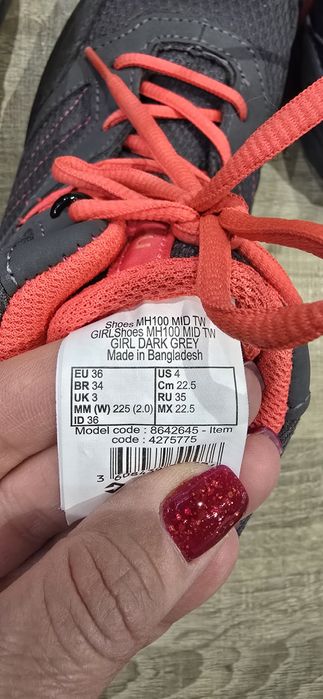 Shoes MH100 MID TW
GIRLShoes MH100 MID TW
GIRL DARK GREY
Made in Bangladesh
EU 36 US 4
BR 34 Cm 22.5
UK 3 RU 35
MM (W) 225 (2.0) MX 22.5
ID 36
Model code : 8642645 - Item
code : 4275775